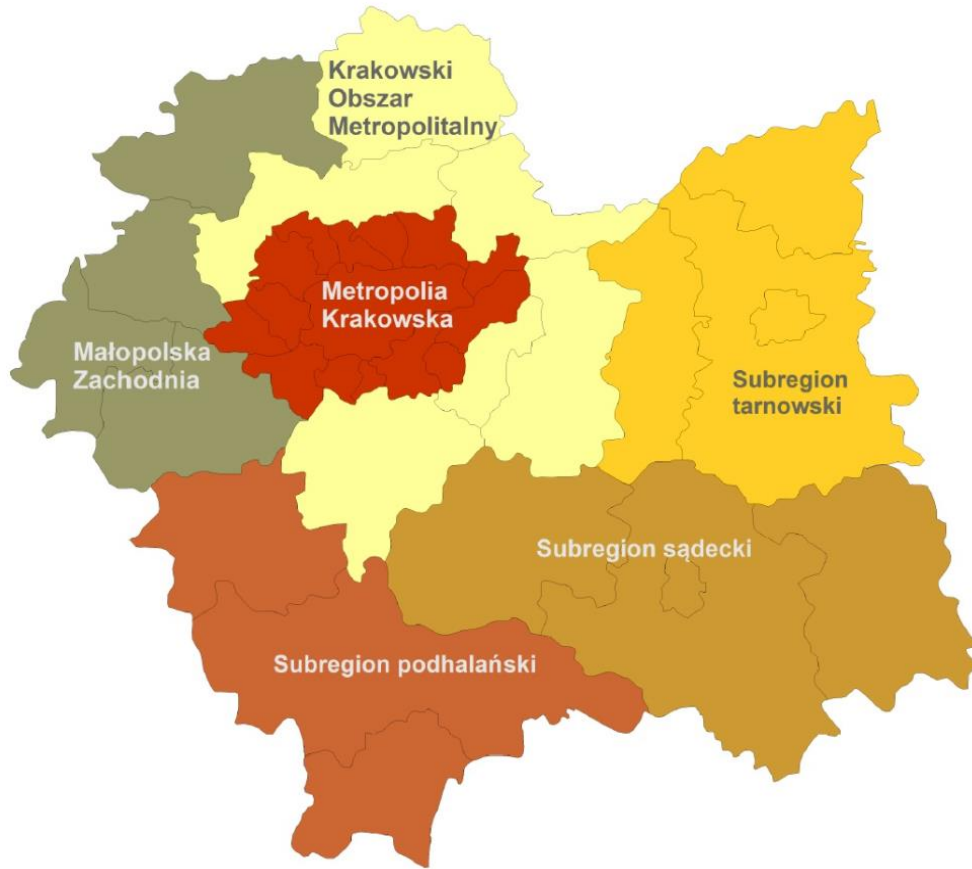 Krakowski
Obszar
Metropolitalny
Metropolia
Krakowska
Małopolska
Zachodnia
Subregion
tarnowski
Subregion sądecki
Subregion podhalański